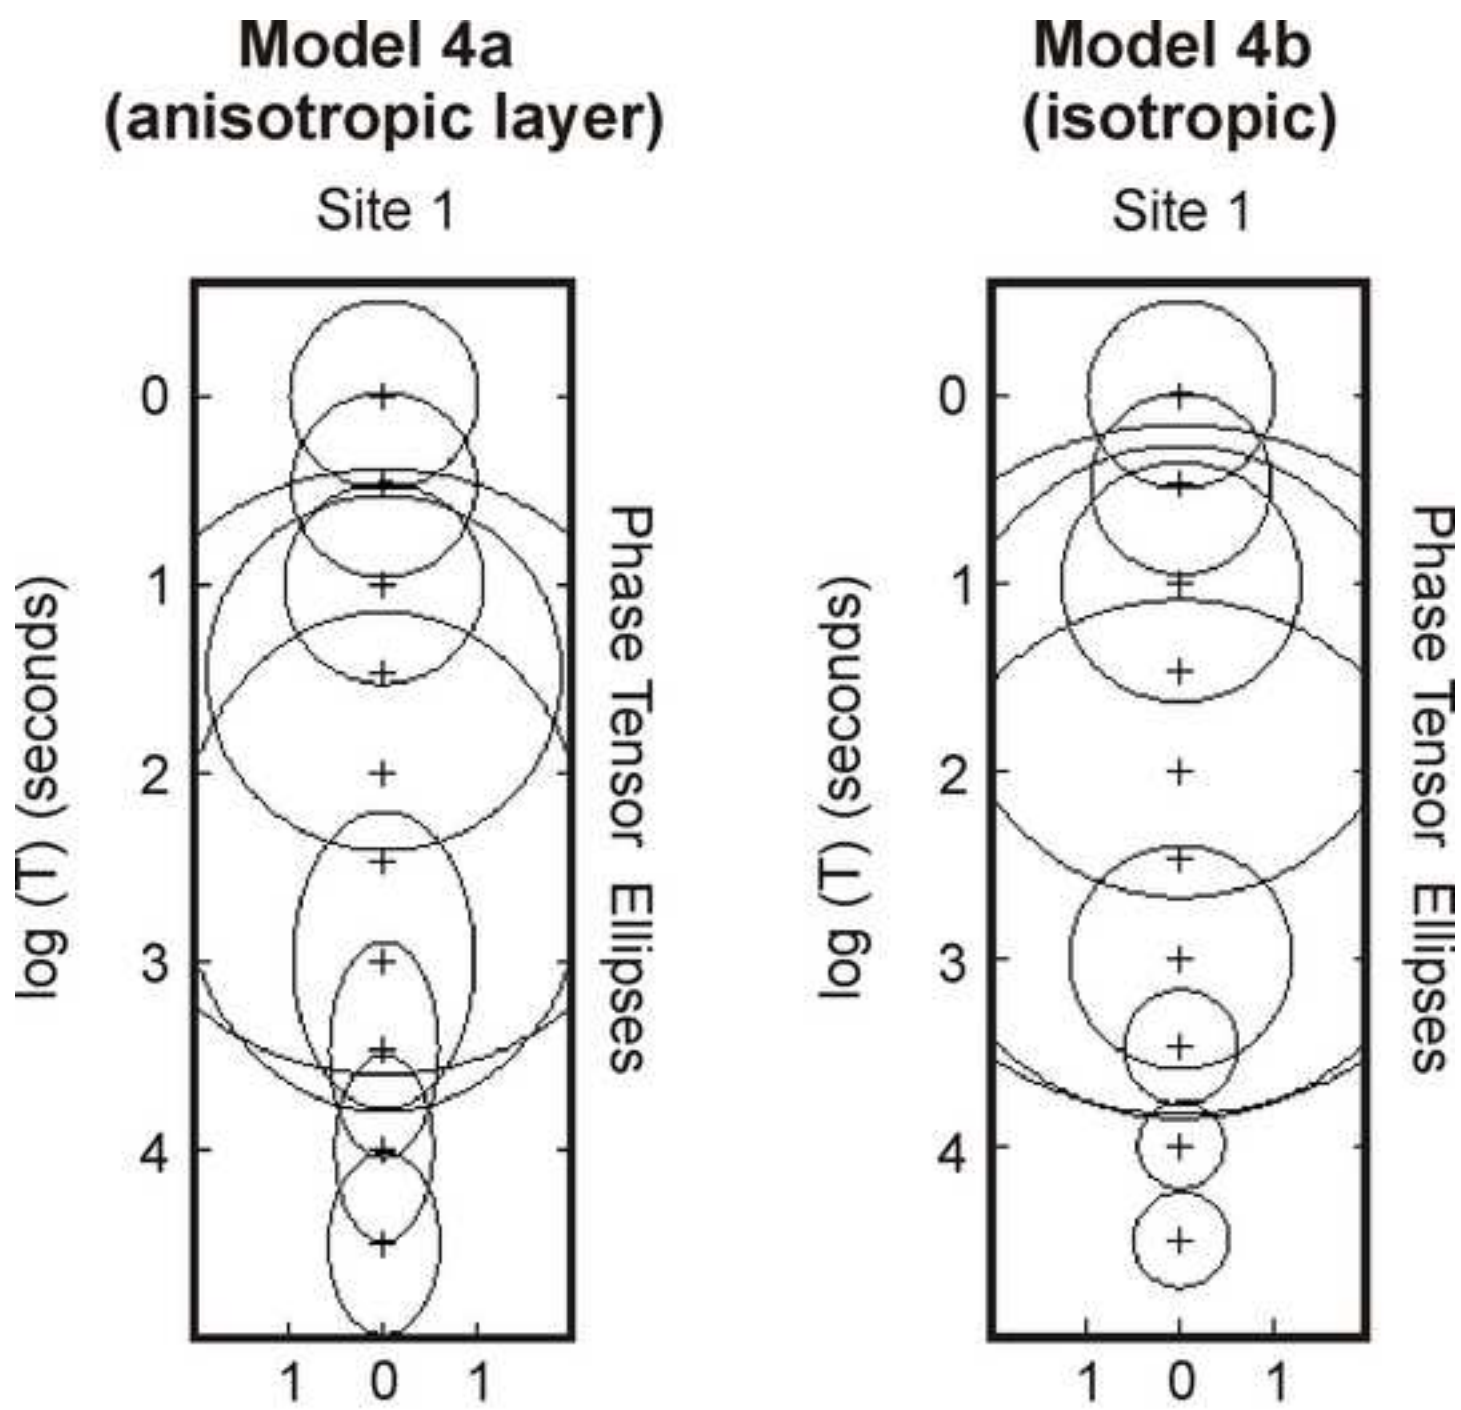 Model 4a
(anisotropic layer)
Site 1
0
1
2
3
4
1 0 1
log (T) (seconds)
Phase Tensor Ellipses
Model 4b
(isotropic)
Site 1
0
1
2
3
4
1 0 1
log (T) (seconds)
Phase Tensor Ellipses